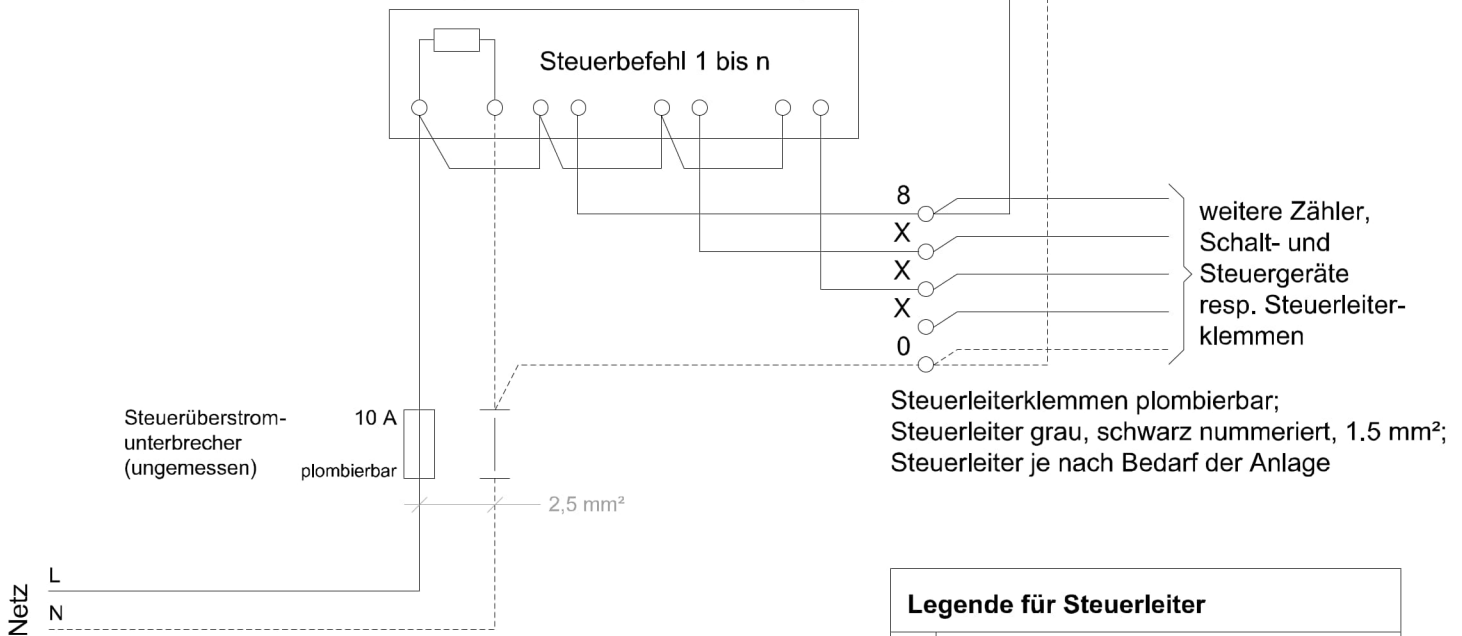 Steuerbefehl 1 bis n
8
X
X
X
0
weitere Zähler,
Schalt- und
Steuergeräte
resp. Steuerleiter-
klemmen
Steuerleiterklemmen plombierbar;
Steuerleiter grau, schwarz nummeriert, 1.5 mm²;
Steuerleiter je nach Bedarf der Anlage
Steuerüberstrom-
unterbrecher
(ungemessen)
10 A
plombierbar
2,5 mm²
Netz
L
N
Legende für Steuerleiter